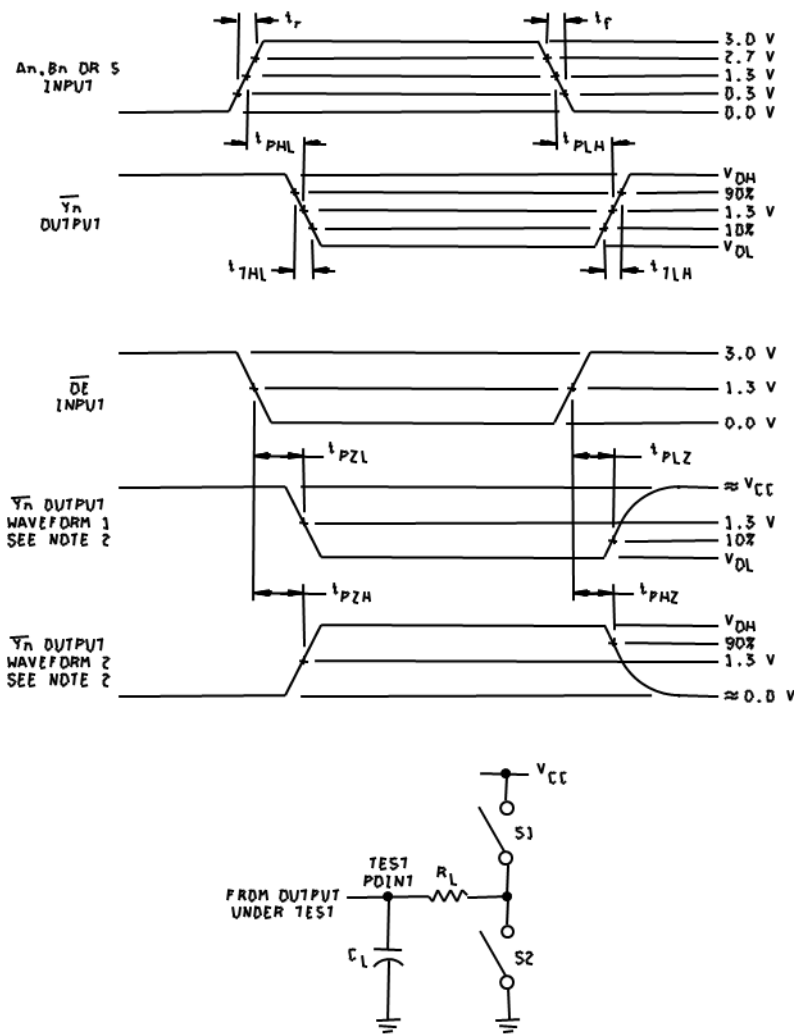 tr
tf
An, Bn OR S
INPUT
3.0 V
2.7 V
1.3 V
0.3 V
0.0 V
tPHL
tPLH
Yn
OUTPUT
VOH
90%
1.3 V
10%
VOL
tTHL
tTLH
OE
INPUT
3.0 V
1.3 V
0.0 V
tPZL
tPLZ
Yn OUTPUT
WAVEFORM 1
SEE NOTE 2
≈ VCC
1.3 V
10%
VOL
tPZH
tPHZ
Yn OUTPUT
WAVEFORM 2
SEE NOTE 2
VOH
90%
1.3 V
≈ 0.0 V
VCC
S1
TEST
POINT
RL
FROM OUTPUT
UNDER TEST
CL
S2